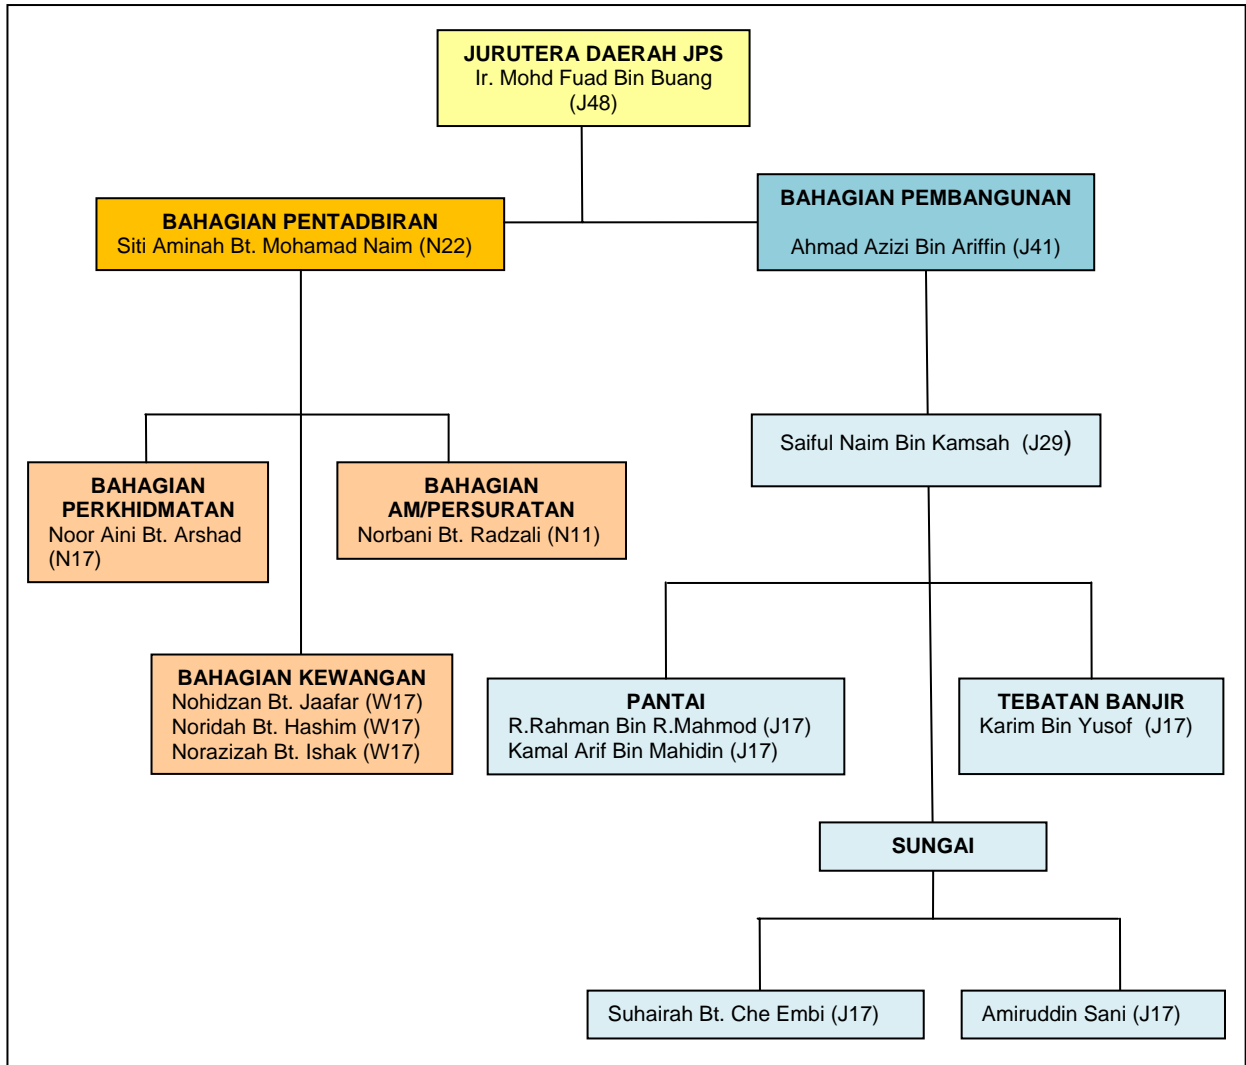 JURUTERA DAERAH JPS
Ir. Mohd Fuad Bin Buang
(J48)
BAHAGIAN PENTADBIRAN
Siti Aminah Bt. Mohamad Naim (N22)
BAHAGIAN PEMBANGUNAN
Ahmad Azizi Bin Ariffin (J41)
Saiful Naim Bin Kamsah (J29)
BAHAGIAN
PERKHIDMATAN
Noor Aini Bt. Arshad
(N17)
BAHAGIAN
AM/PERSURATAN
Norbani Bt. Radzali (N11)
BAHAGIAN KEWANGAN
Nohidzan Bt. Jaafar (W17)
Noridah Bt. Hashim (W17)
Norazizah Bt. Ishak (W17)
PANTAI
R.Rahman Bin R.Mahmod (J17)
Kamal Arif Bin Mahidin (J17)
TEBATAN BANJIR
Karim Bin Yusof (J17)
SUNGAI
Suhairah Bt. Che Embi (J17)
Amiruddin Sani (J17)